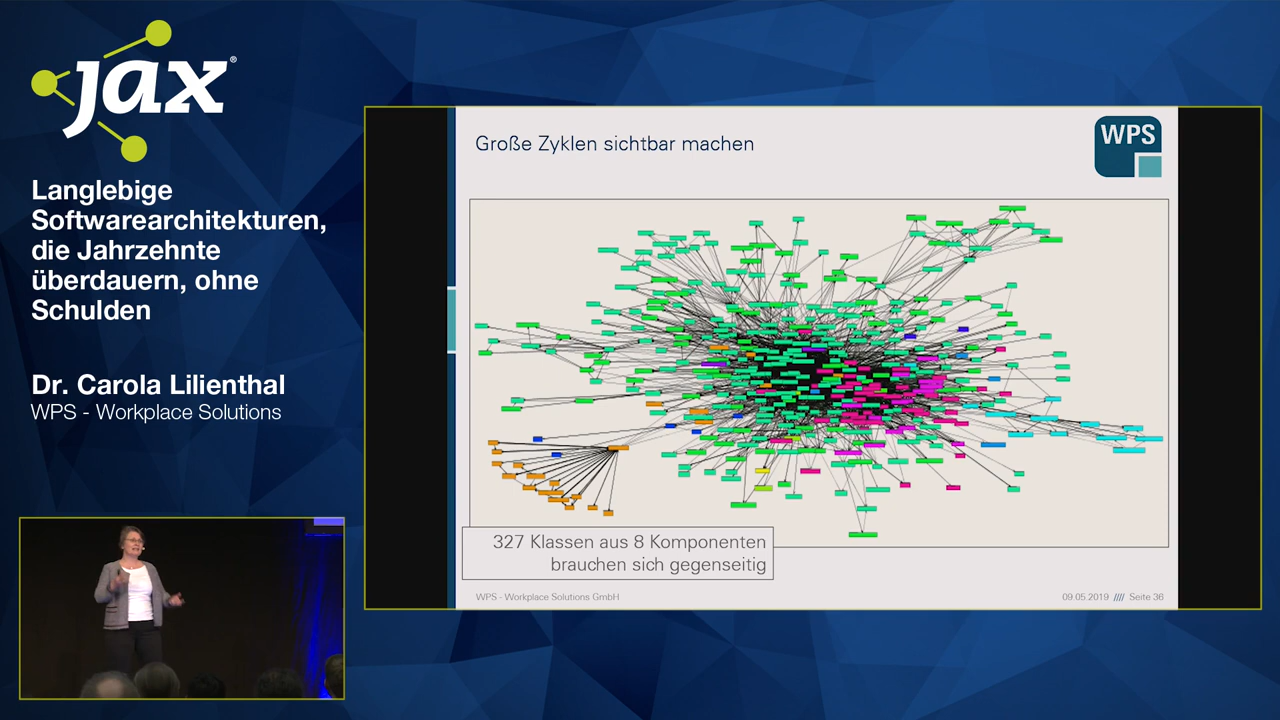 jax®
Langlebige
Softwarearchitekturen,
die Jahrzehnte
überdauern, ohne
Schulden
Dr. Carola Lilienthal
WPS - Workplace Solutions
Große Zyklen sichtbar machen
WPS
327 Klassen aus 8 Komponenten
brauchen sich gegenseitig
WPS - Workplace Solutions GmbH
09.05.2019 //// Seite 36